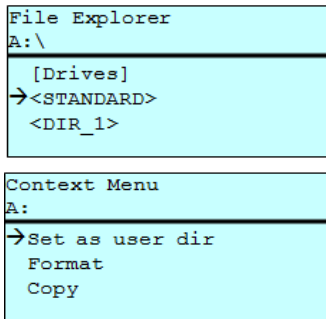 File Explorer
A:\
[Drives]
→<STANDARD>
<DIR_1>
Context Menu
A:
→Set as user dir
Format
Copy